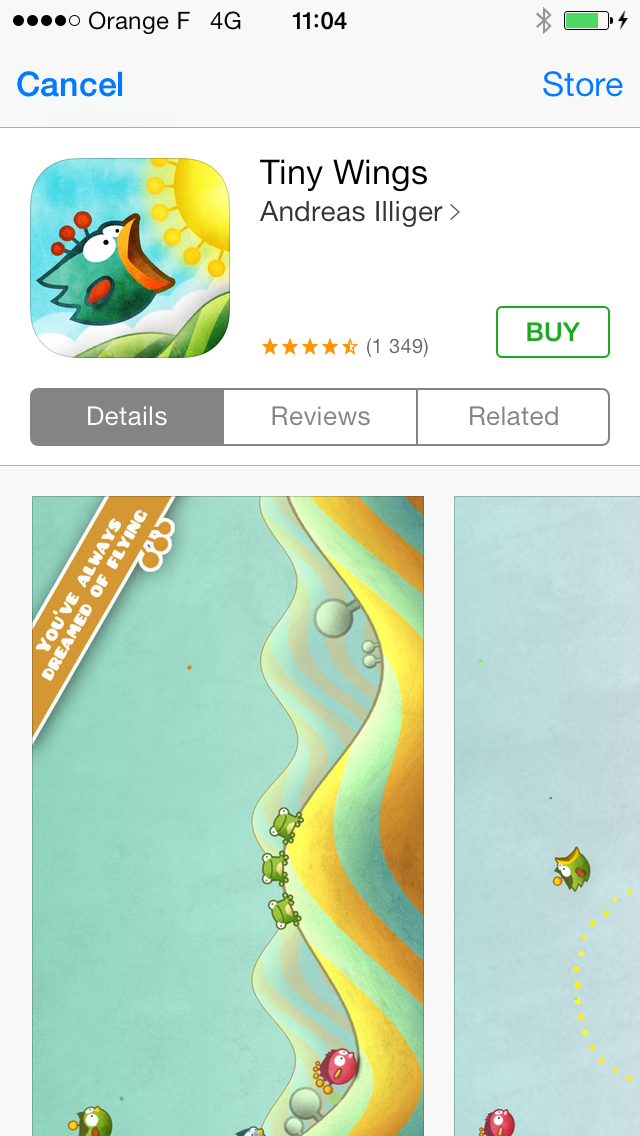 Orange F 4G 11:04
Cancel Store
Tiny Wings
Andreas Illiger
(1 349) BUY
Details Reviews Related
YOU'VE ALWAYS
DREAMED OF FLYING